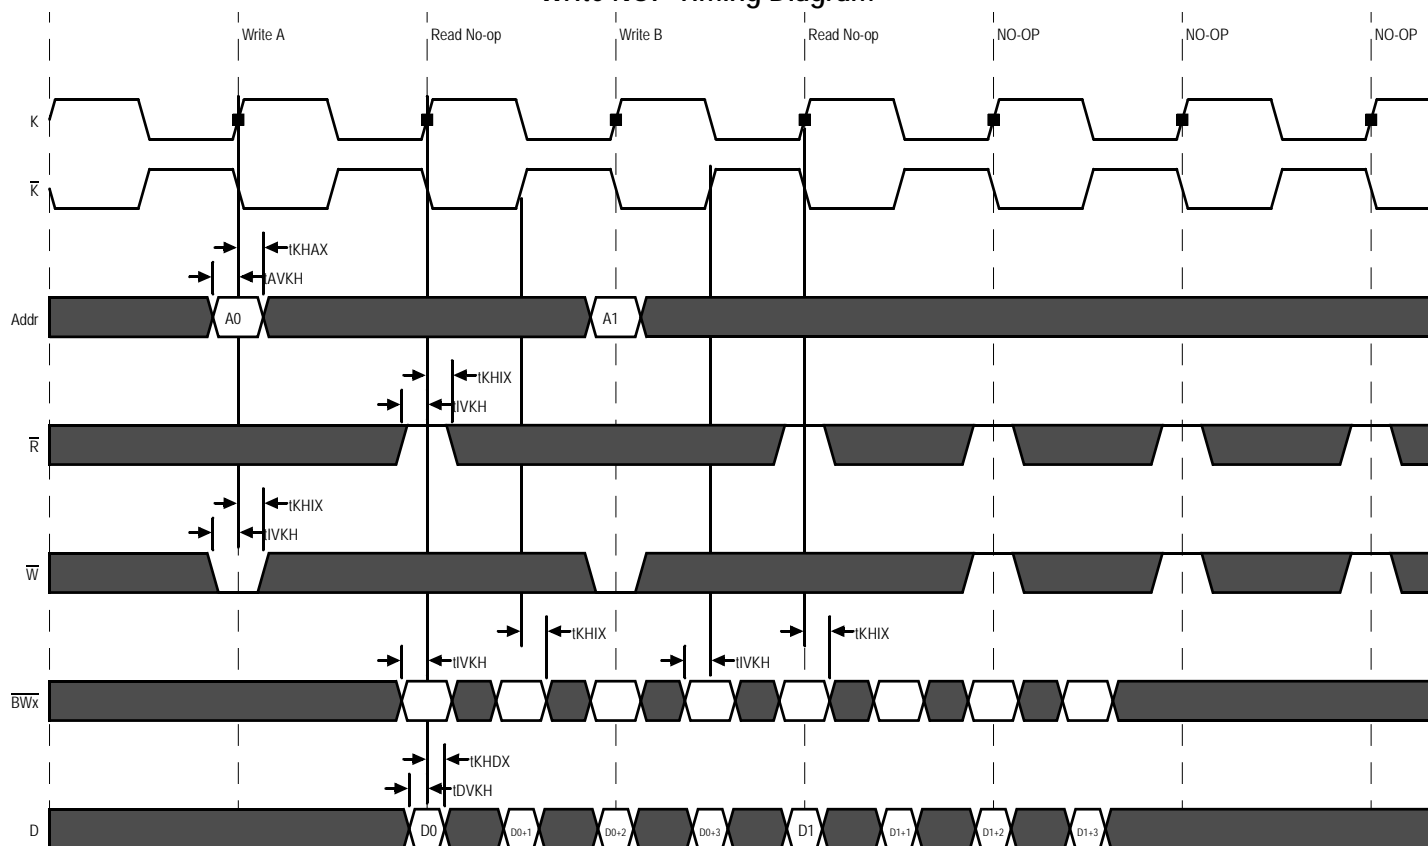 Write NOP Timing Diagram
Write A Read No-op Write B Read No-op NO-OP NO-OP NO-OP
K
K
tKHAX
tAVKH
Addr A0 A1
tKHIX
tIVKH
R
tKHIX
tIVKH
W
tKHIX tKHIX
tIVKH tIVKH
BWx
tKHDX
tDVKH
D D0 D0+1 D0+2 D0+3 D1 D1+1 D1+2 D1+3